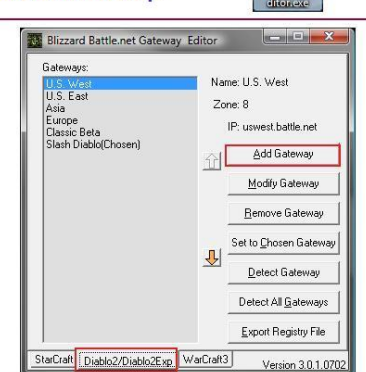 ditor.exe
Blizzard Battle.net Gateway Editor
Gateways:
U.S. West
U.S. East
Asia
Europe
Classic Beta
Slash Diablo(Chosen)
Name: U.S. West
Zone: 8
IP: uswest.battle.net
Add Gateway
Modify Gateway
Remove Gateway
Set to Chosen Gateway
Detect Gateway
Detect All Gateways
Export Registry File
StarCraft Diablo2/Diablo2Exp WarCraft3 Version 3.0.1.0702